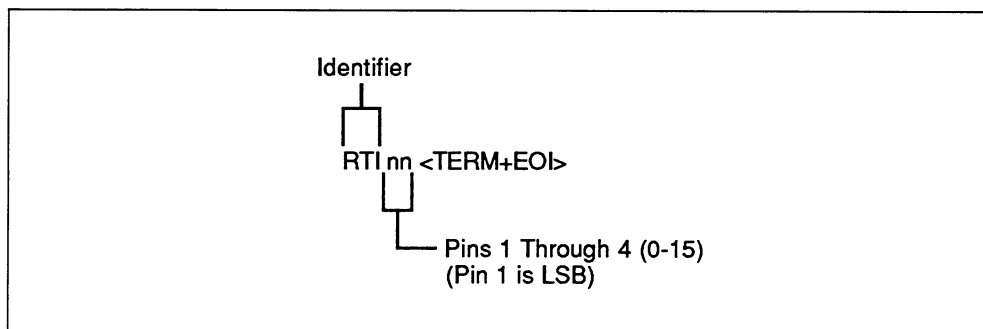 Identifier
RTI nn <TERM+EOI>
Pins 1 Through 4 (0-15)
(Pin 1 is LSB)